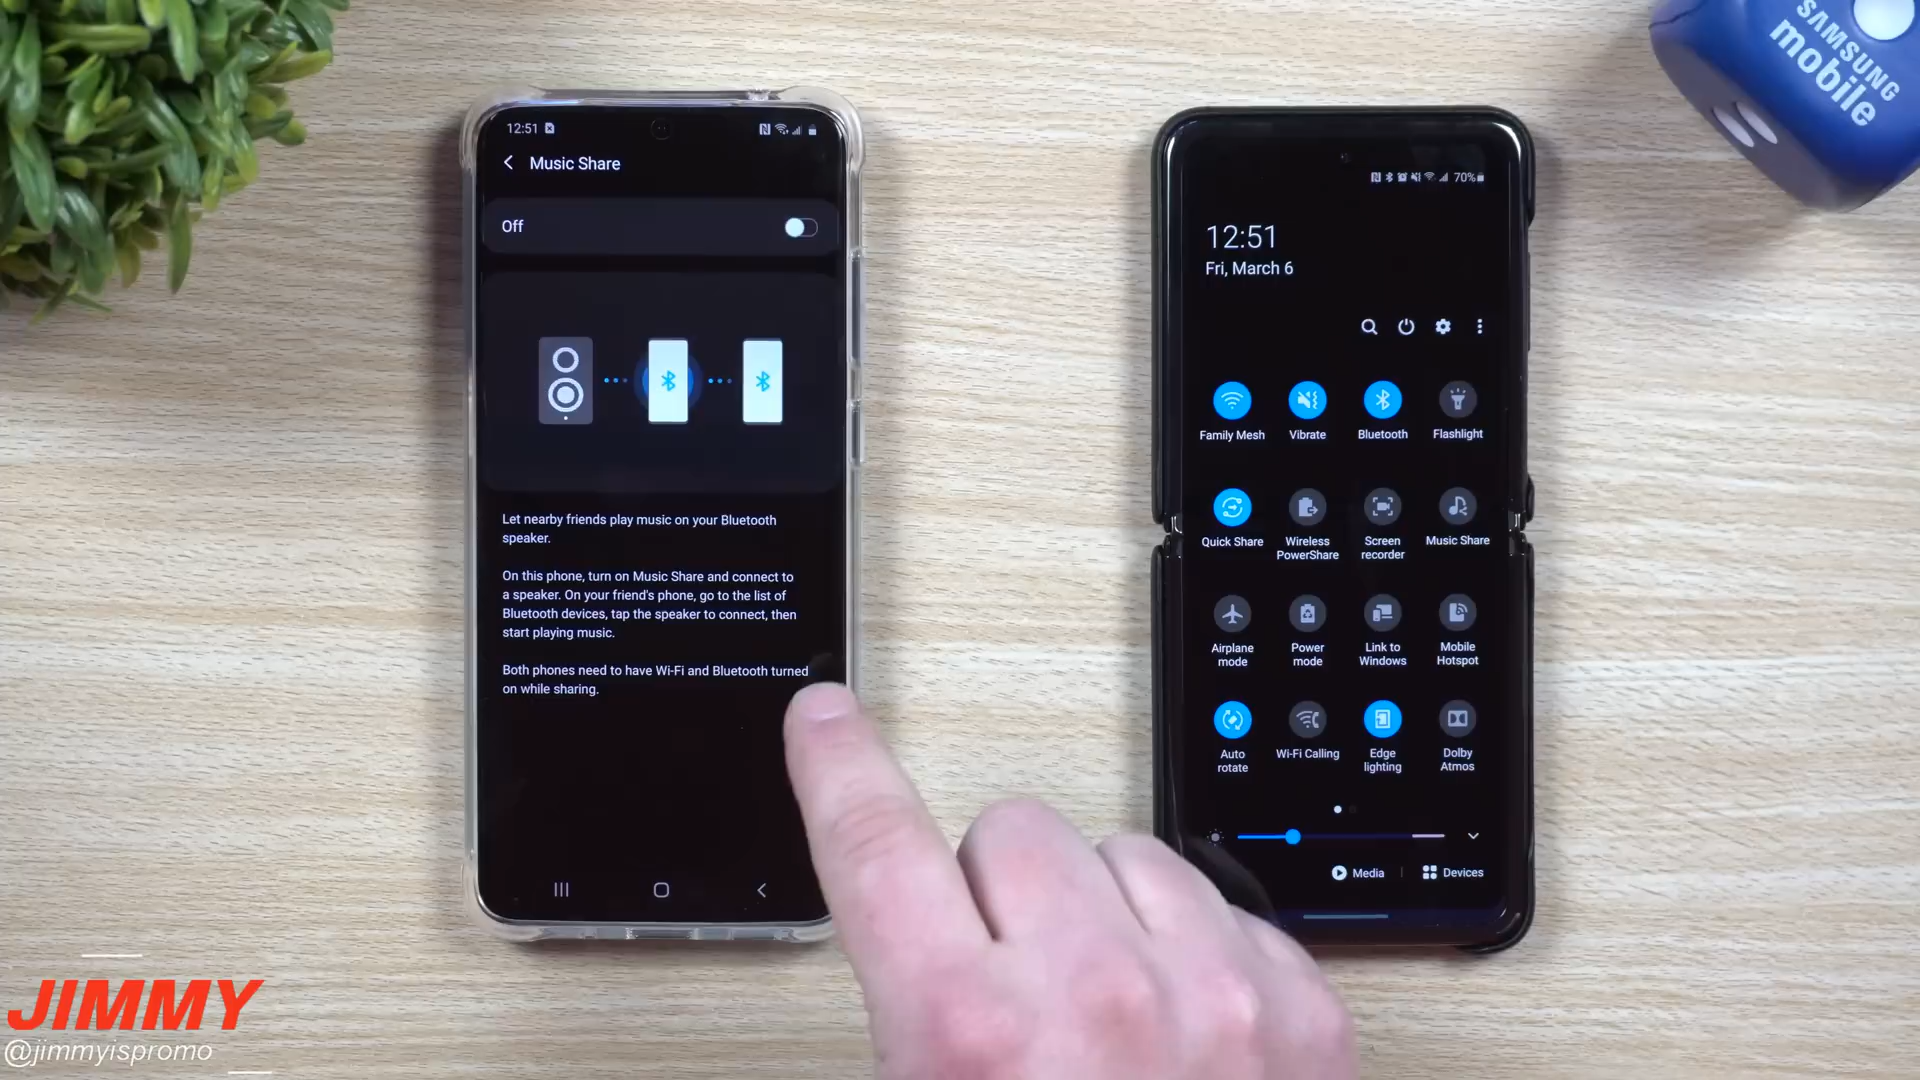 SAMSUNG
mobile
12:51
Music Share
Off
Let nearby friends play music on your Bluetooth
speaker.
On this phone, turn on Music Share and connect to
a speaker. On your friend's phone, go to the list of
Bluetooth devices, tap the speaker to connect, then
start playing music.
Both phones need to have Wi-Fi and Bluetooth turned
on while sharing.
70%
12:51
Fri, March 6
Family Mesh
Vibrate
Bluetooth
Flashlight
Quick Share
Wireless
PowerShare
Screen
recorder
Music Share
Airplane
mode
Power
mode
Link to
Windows
Mobile
Hotspot
Auto
rotate
Wi-Fi Calling
Edge
lighting
Dolby
Atmos
Media
Devices
JIMMY
@jimmyispromo